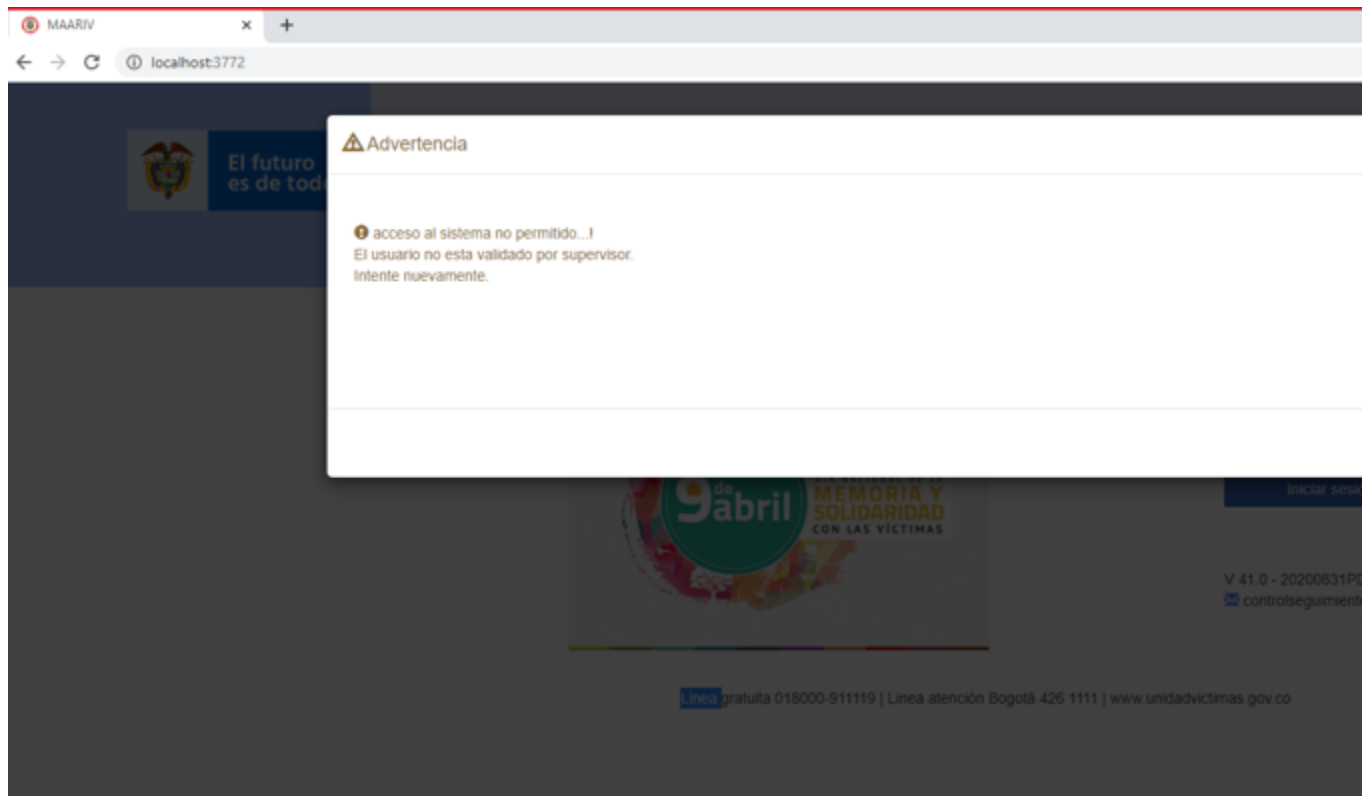 MAARIV
localhost:3772
El futuro
es de tod
Advertencia
acceso al sistema no permitido...!
El usuario no esta validado por supervisor.
Intente nuevamente.
9 de abril
MEMORIA Y
SOLIDARIDAD
CON LAS VÍCTIMAS
Iniciar sesió
V 41.0 - 20200831P
controlseguimient
Linea gratuita 018000-911119 | Linea atención Bogotá 426 1111 | www.unidadvictimas.gov.co